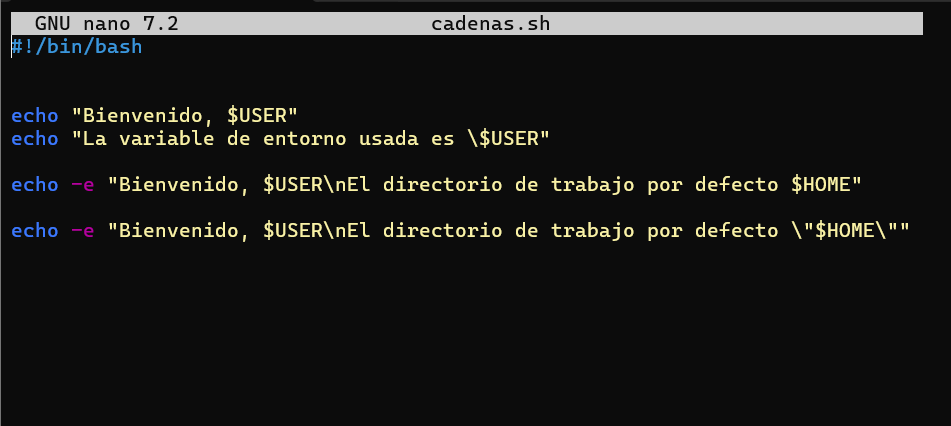 GNU nano 7.2 cadenas.sh
#!/bin/bash
echo "Bienvenido, $USER"
echo "La variable de entorno usada es \$USER"
echo -e "Bienvenido, $USER\nEl directorio de trabajo por defecto $HOME"
echo -e "Bienvenido, $USER\nEl directorio de trabajo por defecto \"$HOME\""